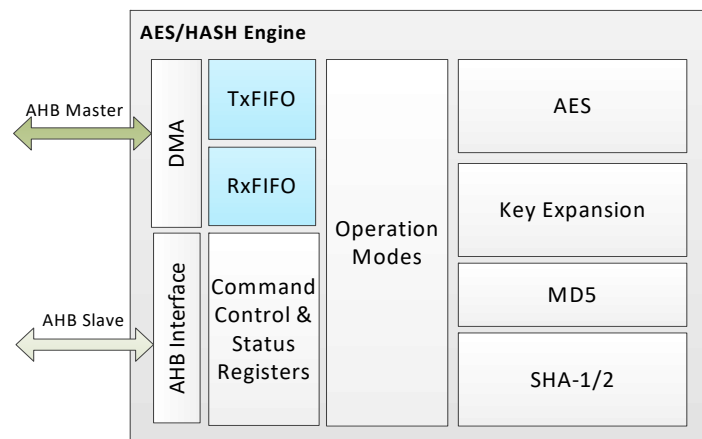 AES/HASH Engine
AHB Master
DMA
TxFIFO
RxFIFO
AHB Slave
AHB Interface
Command
Control &
Status
Registers
Operation
Modes
AES
Key Expansion
MD5
SHA-1/2